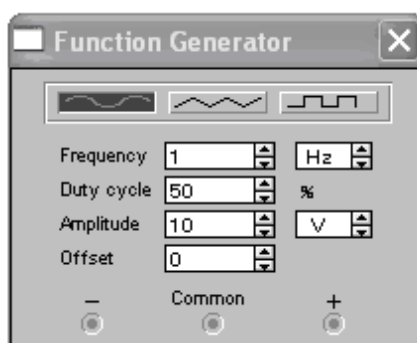 Function Generator
Frequency 1 Hz
Duty cycle 50 %
Amplitude 10 V
Offset 0
− Common +